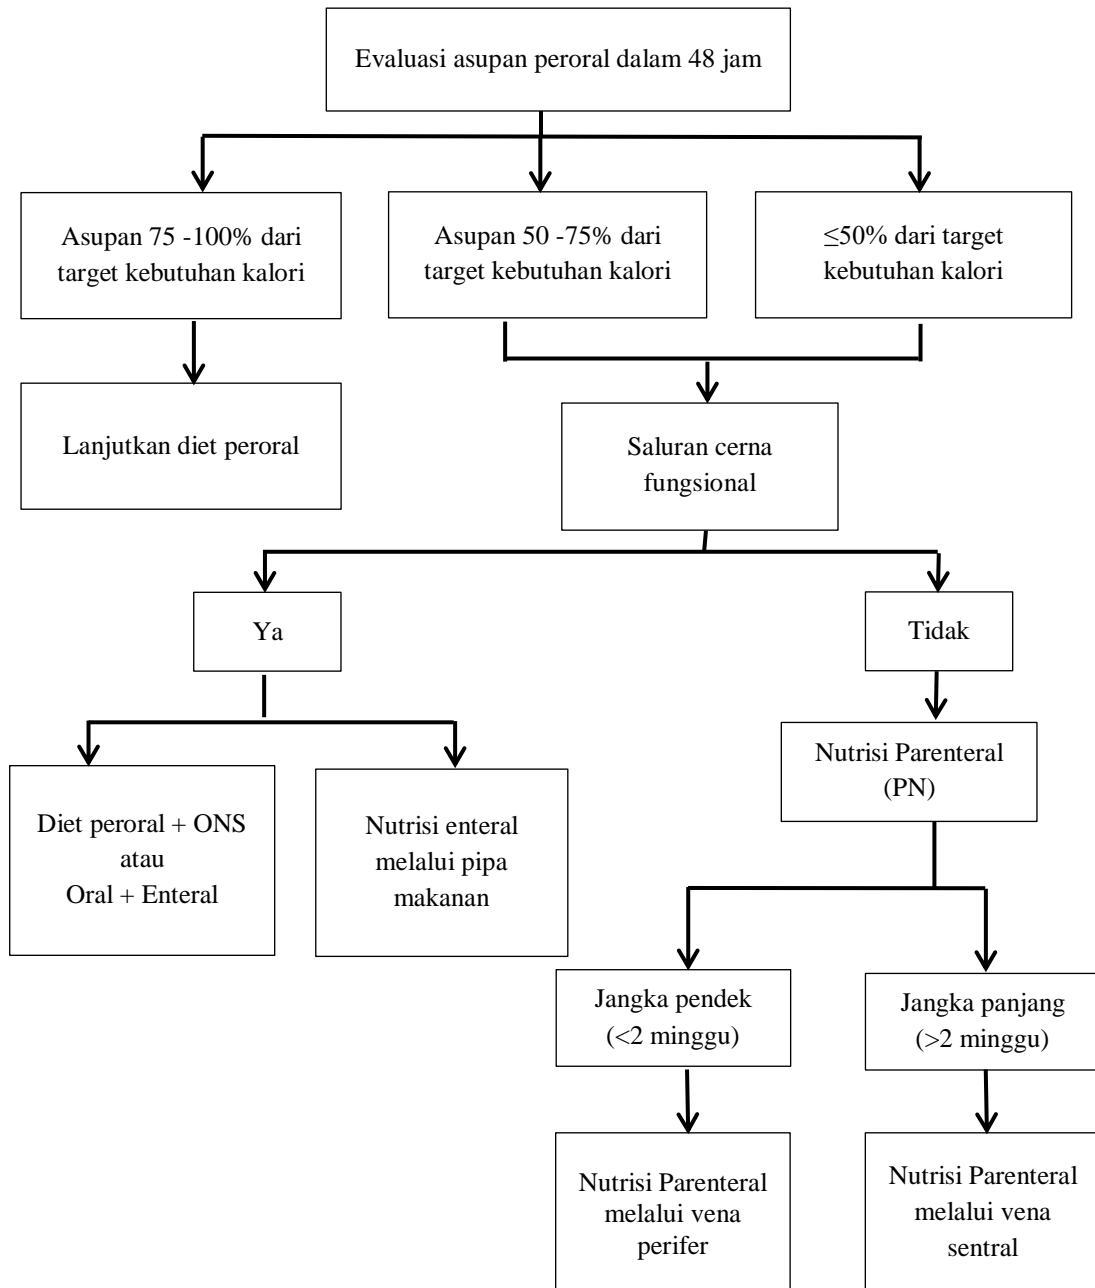 Evaluasi asupan peroral dalam 48 jam
Asupan 75 -100% dari
target kebutuhan kalori
Asupan 50 -75% dari
target kebutuhan kalori
≤50% dari target
kebutuhan kalori
Lanjutkan diet peroral
Saluran cerna
fungsional
Ya
Tidak
Diet peroral + ONS
atau
Oral + Enteral
Nutrisi enteral
melalui pipa
makanan
Nutrisi Parenteral
(PN)
Jangka pendek
(<2 minggu)
Jangka panjang
(>2 minggu)
Nutrisi Parenteral
melalui vena
perifer
Nutrisi Parenteral
melalui vena
sentral